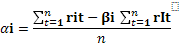 αi = (∑ⁿₜ₌₁ rit − βi ∑ⁿₜ₌₁ rIt) / n